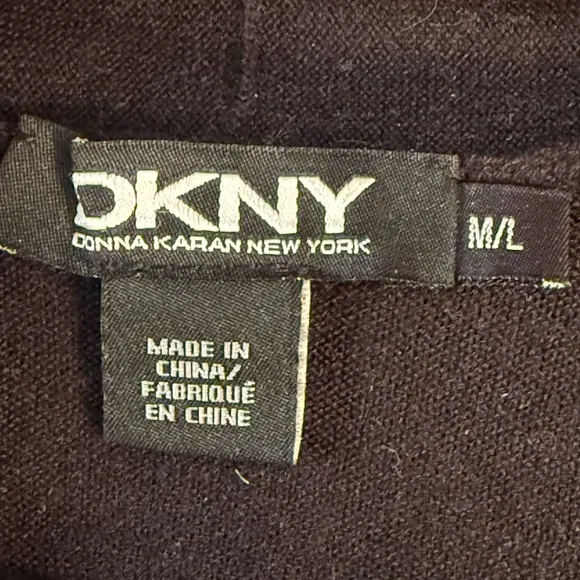 DKNY
DONNA KARAN NEW YORK
M/L
MADE IN
CHINA/
FABRIQUÉ
EN CHINE